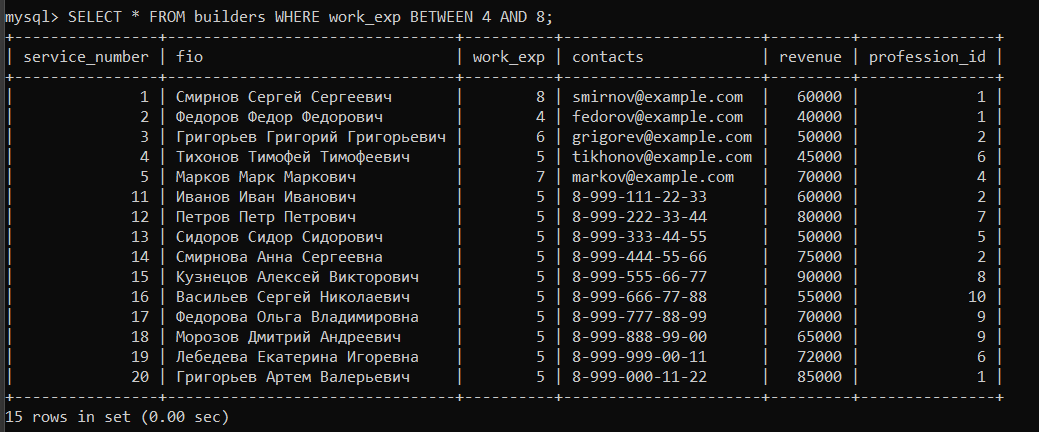 mysql> SELECT * FROM builders WHERE work_exp BETWEEN 4 AND 8;
+----------------+------------------------------+----------+--------------------+---------+---------------+
| service_number | fio                          | work_exp | contacts           | revenue | profession_id |
+----------------+------------------------------+----------+--------------------+---------+---------------+
|              1 | Смирнов Сергей Сергеевич     |        8 | smirnov@example.com |   60000 |             1 |
|              2 | Федоров Федор Федорович      |        4 | fedorov@example.com |   40000 |             1 |
|              3 | Григорьев Григорий Григорьевич |        6 | grigorev@example.com |   50000 |             2 |
|              4 | Тихонов Тимофей Тимофеевич   |        5 | tikhonov@example.com |   45000 |             6 |
|              5 | Марков Марк Маркович         |        7 | markov@example.com |   70000 |             4 |
|             11 | Иванов Иван Иванович         |        5 | 8-999-111-22-33    |   60000 |             2 |
|             12 | Петров Петр Петрович         |        5 | 8-999-222-33-44    |   80000 |             7 |
|             13 | Сидоров Сидор Сидорович      |        5 | 8-999-333-44-55    |   50000 |             5 |
|             14 | Смирнова Анна Сергеевна      |        5 | 8-999-444-55-66    |   75000 |             2 |
|             15 | Кузнецов Алексей Викторович  |        5 | 8-999-555-66-77    |   90000 |             8 |
|             16 | Васильев Сергей Николаевич   |        5 | 8-999-666-77-88    |   55000 |            10 |
|             17 | Федорова Ольга Владимировна  |        5 | 8-999-777-88-99    |   70000 |             9 |
|             18 | Морозов Дмитрий Андреевич    |        5 | 8-999-888-99-00    |   65000 |             9 |
|             19 | Лебедева Екатерина Игоревна  |        5 | 8-999-999-00-11    |   72000 |             6 |
|             20 | Григорьев Артем Валерьевич   |        5 | 8-999-000-11-22    |   85000 |             1 |
+----------------+------------------------------+----------+--------------------+---------+---------------+
15 rows in set (0.00 sec)